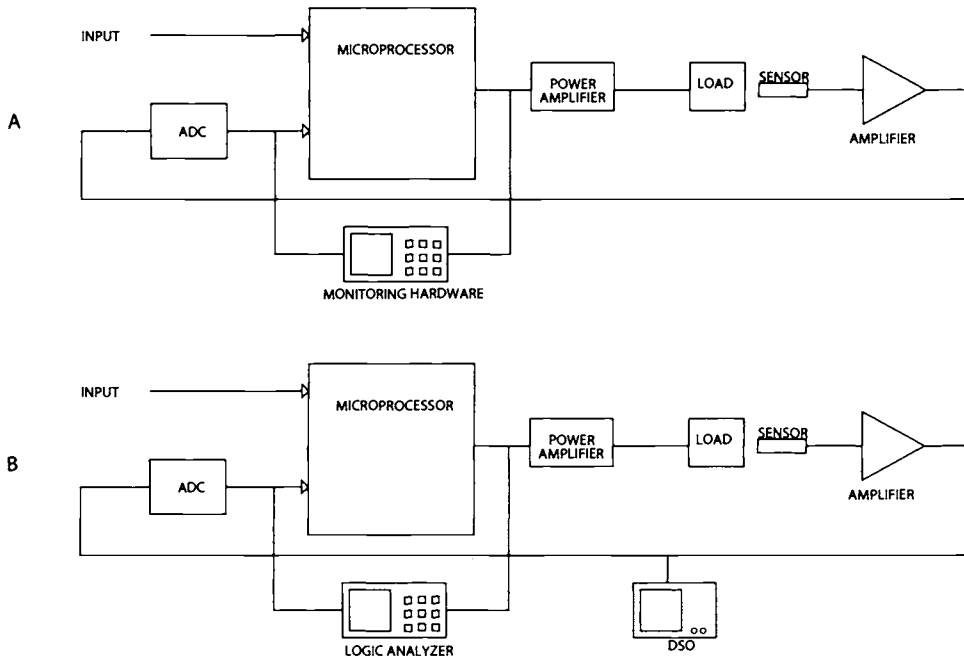 A
INPUT
MICROPROCESSOR
ADC
POWER
AMPLIFIER
LOAD
SENSOR
AMPLIFIER
MONITORING HARDWARE
B
INPUT
MICROPROCESSOR
ADC
POWER
AMPLIFIER
LOAD
SENSOR
AMPLIFIER
LOGIC ANALYZER
DSO